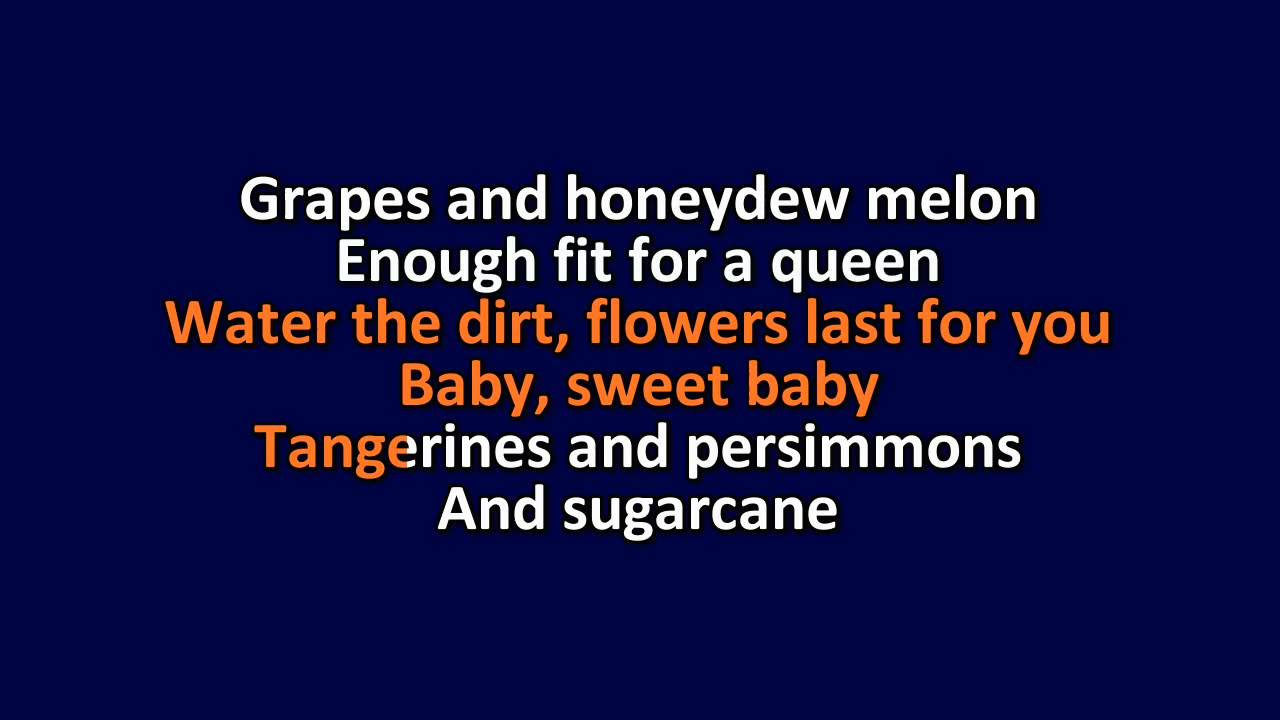 Grapes and honeydew melon
Enough fit for a queen
Water the dirt, flowers last for you
Baby, sweet baby
Tangerines and persimmons
And sugarcane